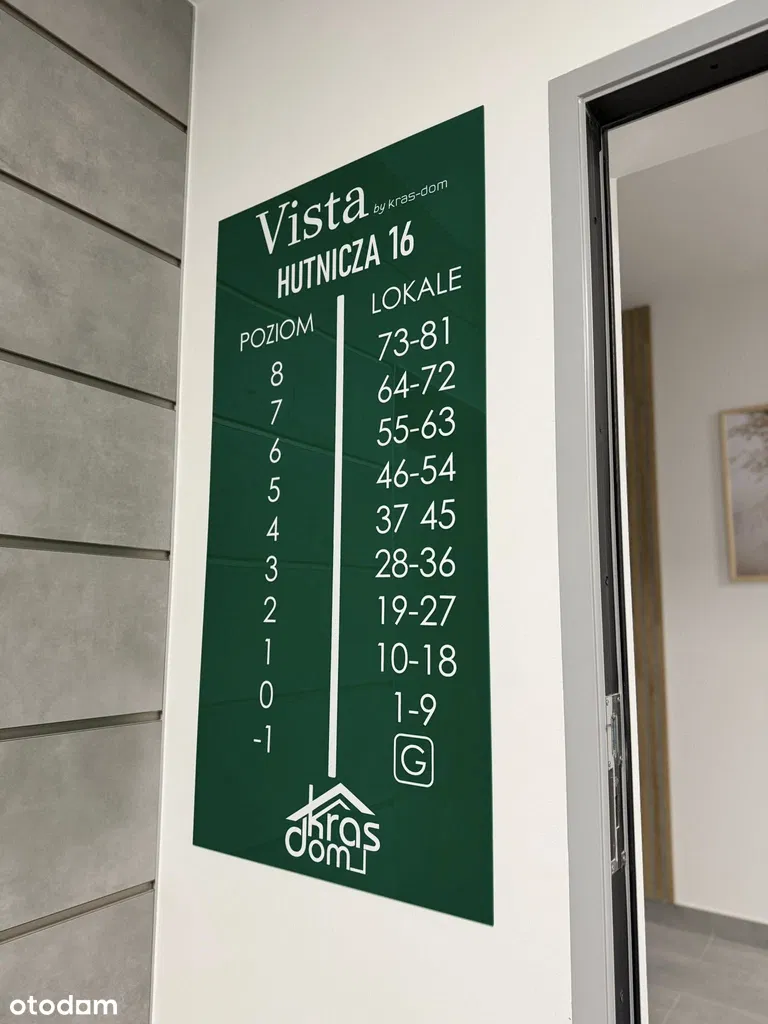 Vista by kras-dom
HUTNICZA 16
POZIOM LOKALE
8 73-81
7 64-72
6 55-63
5 46-54
4 37 45
3 28-36
2 19-27
1 10-18
0 1-9
-1 G
kras
dom
otodom